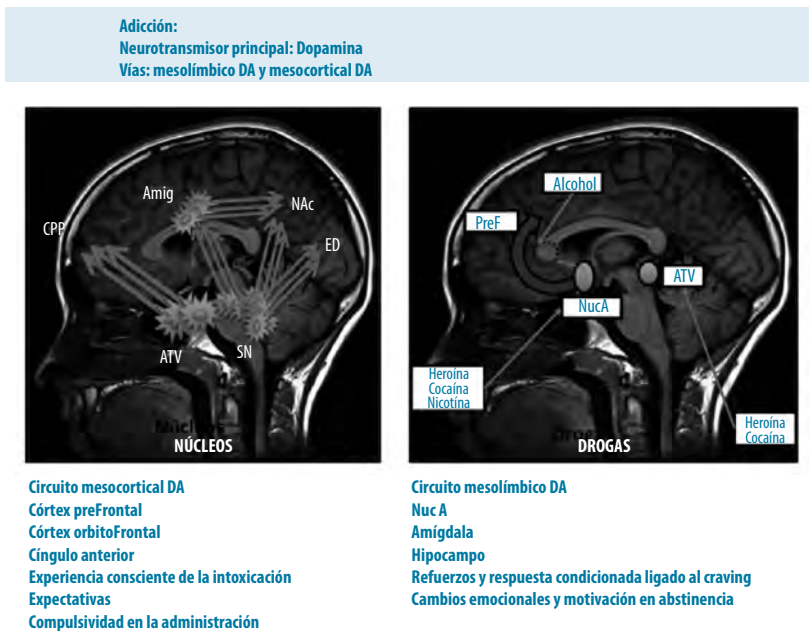 Adicción:
Neurotransmisor principal: Dopamina
Vías: mesolímbico DA y mesocortical DA
Amig
NAc
CPP
ED
ATV
SN
Núcleos
NÚCLEOS
Alcohol
PreF
ATV
NucA
Heroína
Cocaína
Nicotína
Heroína
Cocaína
DROGAS
Circuito mesocortical DA
Córtex preFrontal
Córtex orbitoFrontal
Cíngulo anterior
Experiencia consciente de la intoxicación
Expectativas
Compulsividad en la administración
Circuito mesolímbico DA
Nuc A
Amígdala
Hipocampo
Refuerzos y respuesta condicionada ligado al craving
Cambios emocionales y motivación en abstinencia